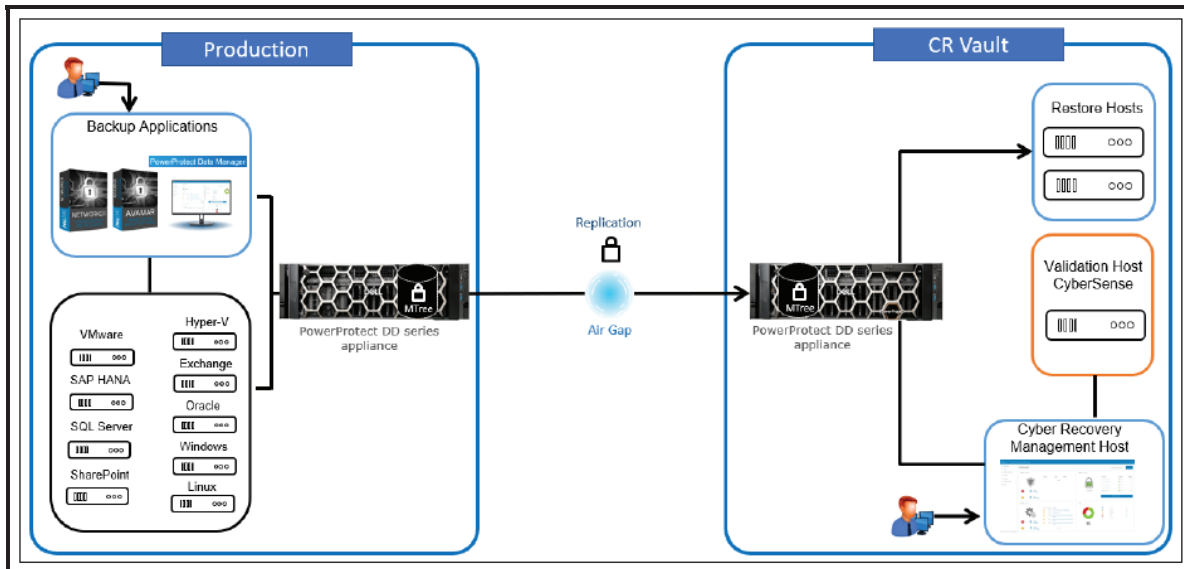 Production
Backup Applications
PowerProtect Data Manager
NETWORKER
AVAMAR
VMware
SAP HANA
SQL Server
SharePoint
Hyper-V
Exchange
Oracle
Windows
Linux
DELL
MTree
PowerProtect DD series
appliance
Replication
Air Gap
CR Vault
MTree
DELL
PowerProtect DD series
appliance
Restore Hosts
Validation Host
CyberSense
Cyber Recovery
Management Host